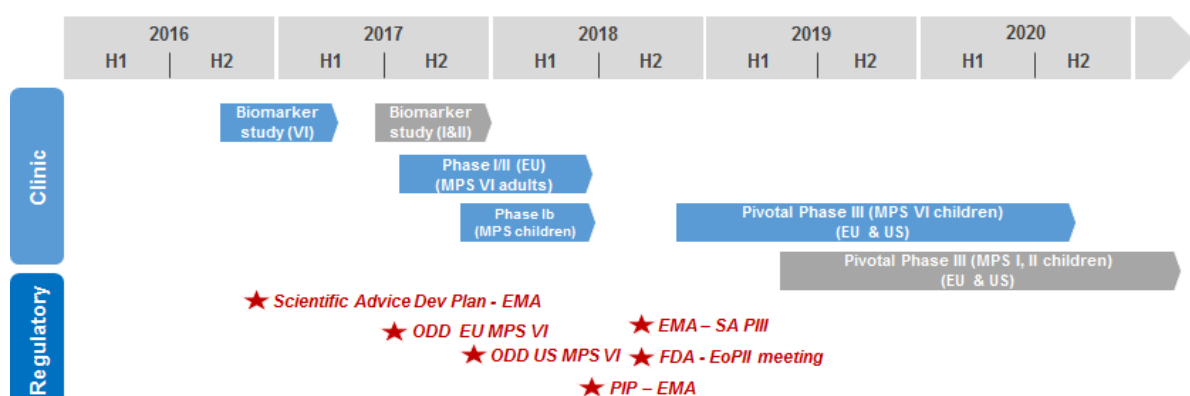 2016 2017 2018 2019 2020
H1 | H2 H1 | H2 H1 | H2 H1 | H2 H1 | H2
Clinic
Biomarker
study (VI)
Biomarker
study (I&II)
Phase I/II (EU)
(MPS VI adults)
Phase Ib
(MPS children)
Pivotal Phase III (MPS VI children)
(EU & US)
Pivotal Phase III (MPS I, II children)
(EU & US)
Regulatory
Scientific Advice Dev Plan - EMA
ODD EU MPS VI
EMA – SA PIII
ODD US MPS VI
FDA - EoPII meeting
PIP – EMA